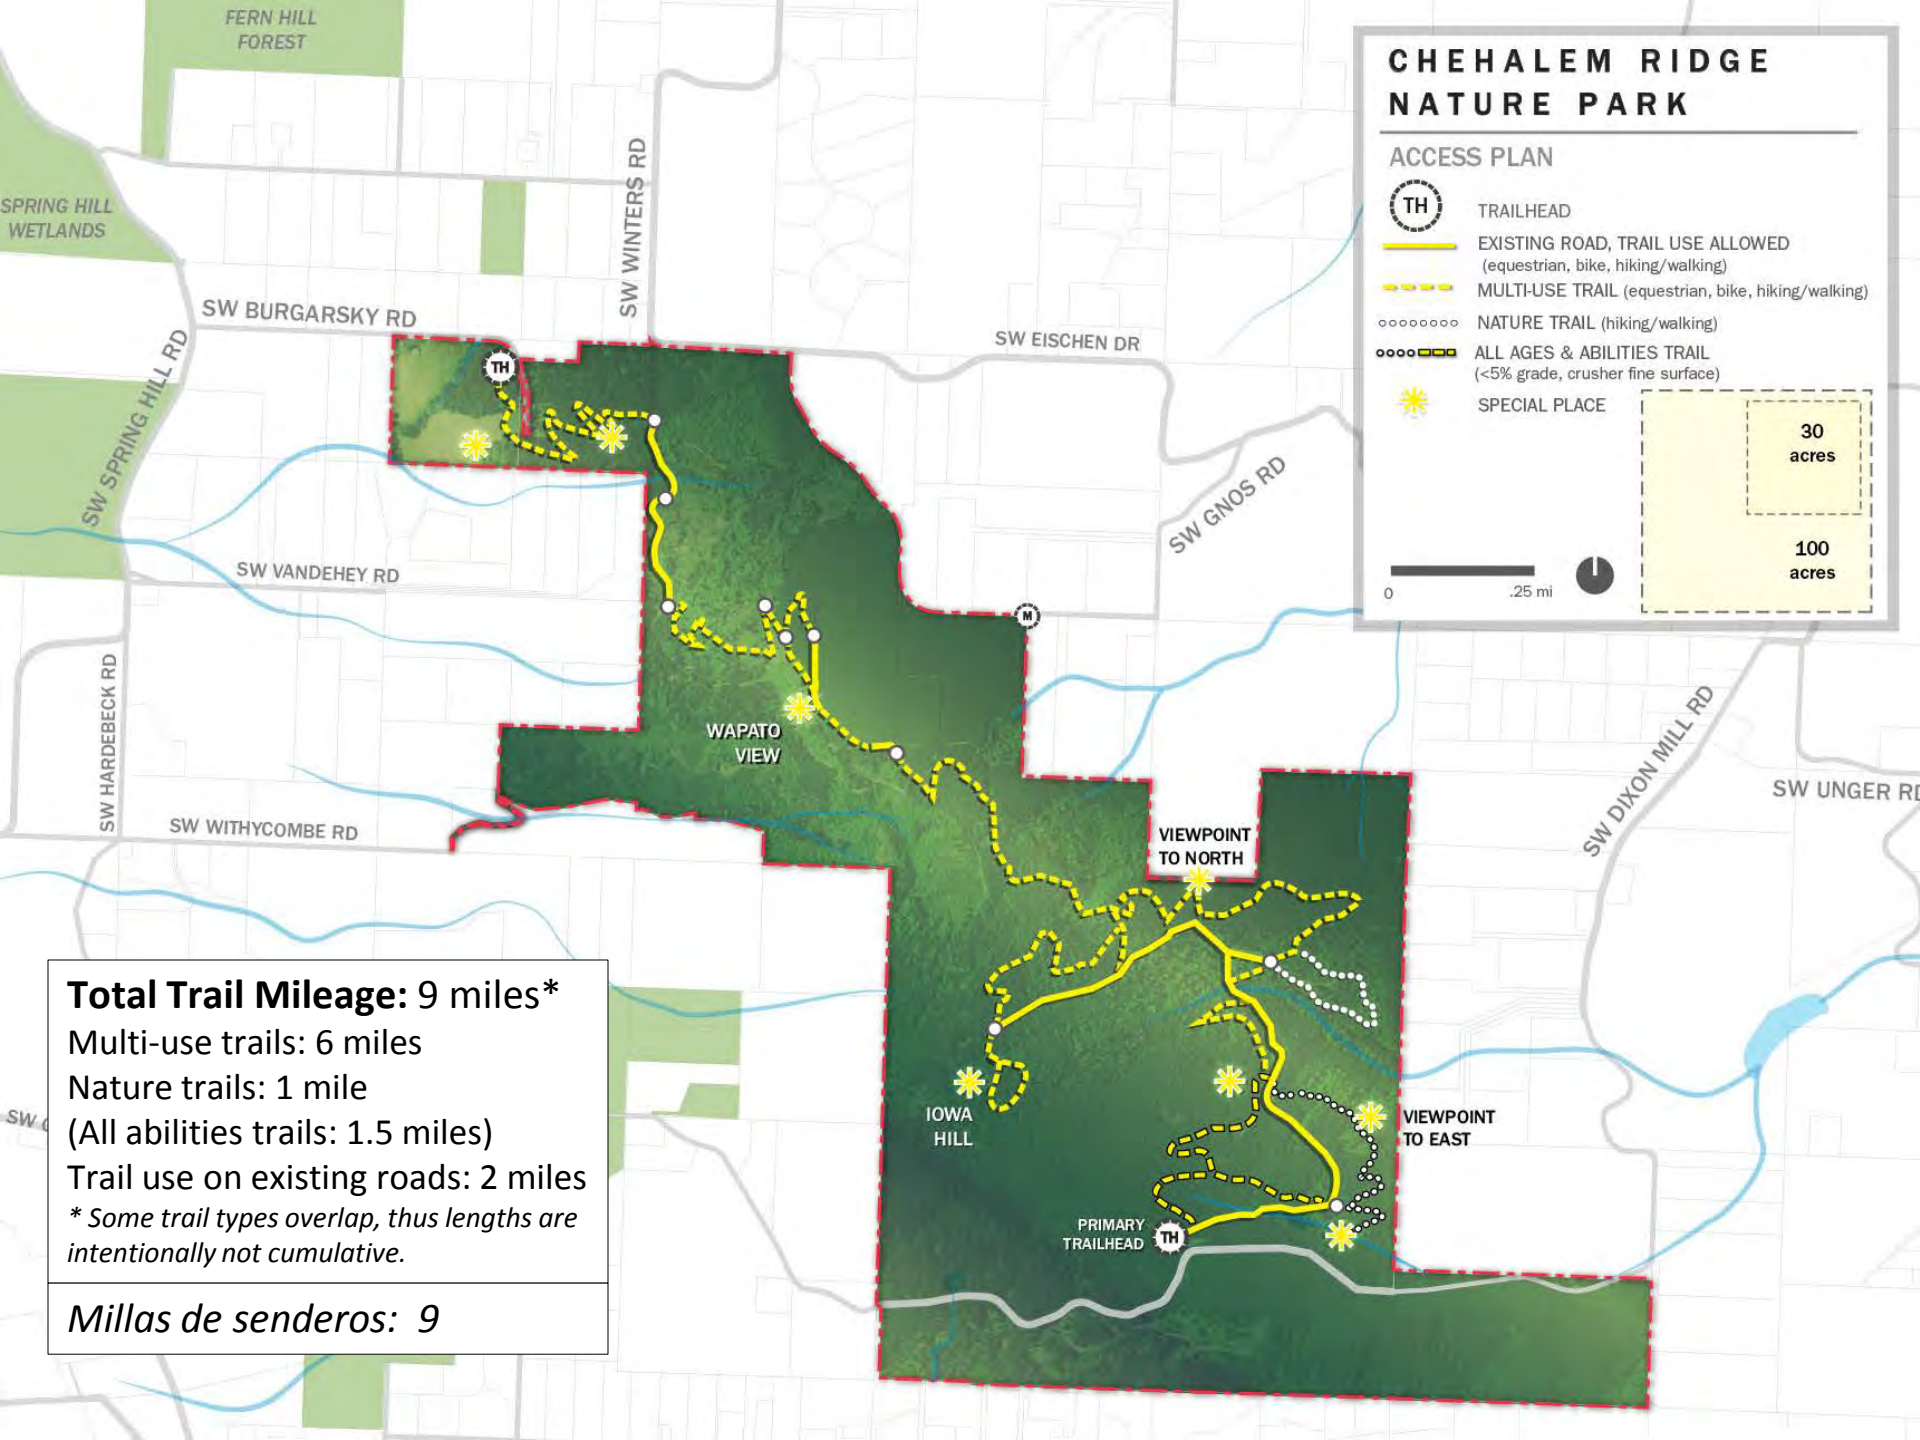 FERN HILL
FOREST
SPRING HILL
WETLANDS
SW WINTERS RD
SW BURGARSKY RD
SW SPRING HILL RD
SW EISCHEN DR
SW GNOS RD
SW VANDEHEY RD
SW HARDEBECK RD
SW WITHYCOMBE RD
SW DIXON MILL RD
SW UNGER RD
TH
M
WAPATO
VIEW
VIEWPOINT
TO NORTH
IOWA
HILL
VIEWPOINT
TO EAST
PRIMARY
TRAILHEAD
TH
CHEHALEM RIDGE
NATURE PARK
ACCESS PLAN
TH TRAILHEAD
EXISTING ROAD, TRAIL USE ALLOWED
(equestrian, bike, hiking/walking)
MULTI-USE TRAIL (equestrian, bike, hiking/walking)
NATURE TRAIL (hiking/walking)
ALL AGES & ABILITIES TRAIL
(<5% grade, crusher fine surface)
SPECIAL PLACE
30
acres
100
acres
0 .25 mi
Total Trail Mileage: 9 miles*
Multi-use trails: 6 miles
Nature trails: 1 mile
(All abilities trails: 1.5 miles)
Trail use on existing roads: 2 miles
* Some trail types overlap, thus lengths are
intentionally not cumulative.
Millas de senderos: 9
SW